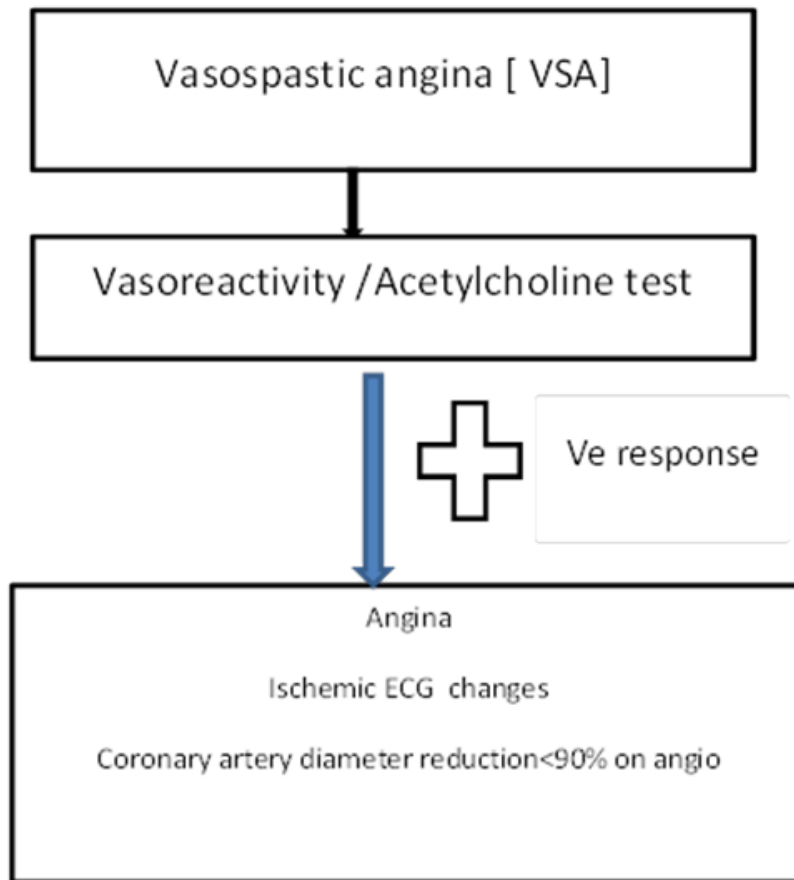 Vasospastic angina [ VSA]
Vasoreactivity /Acetylcholine test
Ve response
Angina
Ischemic ECG changes
Coronary artery diameter reduction<90% on angio